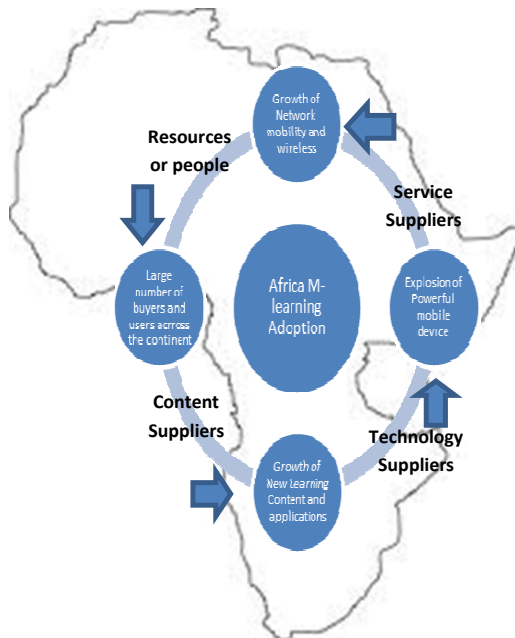 Growth of
Network
mobility and
wireless
Resources
or people
Service
Suppliers
Large
number of
buyers and
users across
the continent
Africa M-
learning
Adoption
Explosion of
Powerful
mobile
device
Content
Suppliers
Technology
Suppliers
Growth of
New Learning
Content and
applications